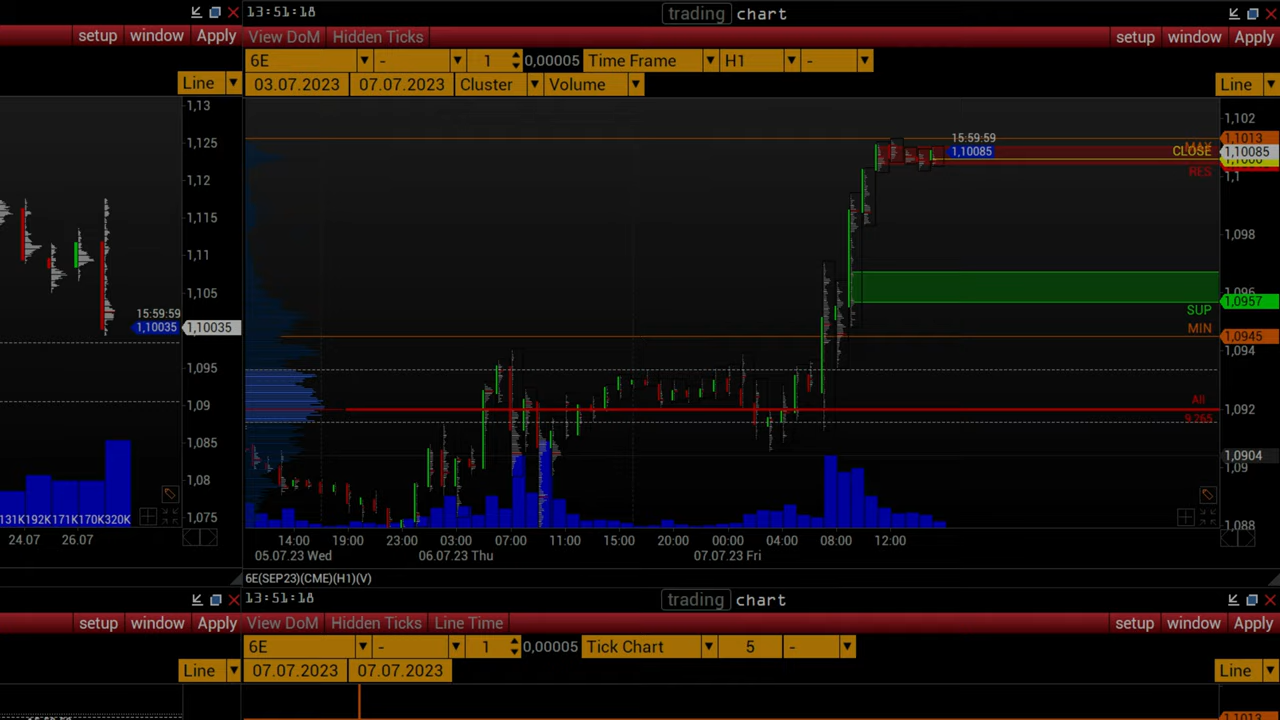 13:51:18
trading chart
setup window Apply
View DoM Hidden Ticks
setup window Apply
6E - 1 0,00005 Time Frame H1 -
Line
03.07.2023 07.07.2023 Cluster Volume
Line
1,13
1,125
1,12
1,115
1,11
1,105
15:59:59
1,10035
1,10035
1,095
1,09
1,085
1,08
1,075
131K192K171K170K320K
24.07 26.07
1,102
1,1013
15:59:59
1,10085
CLOSE
1,10085
RES
1,1
1,098
1,0957
SUP
MIN
1,0945
1,094
All
1,092
9.265
1,0904
1,09
1,088
14:00 19:00 23:00 03:00 07:00 11:00 15:00 20:00 00:00 04:00 08:00 12:00
05.07.23 Wed 06.07.23 Thu 07.07.23 Fri
6E(SEP23)(CME)(H1)(V)
13:51:18
trading chart
setup window Apply
View DoM Hidden Ticks Line Time
setup window Apply
6E - 1 0,00005 Tick Chart 5 -
Line
07.07.2023 07.07.2023
Line